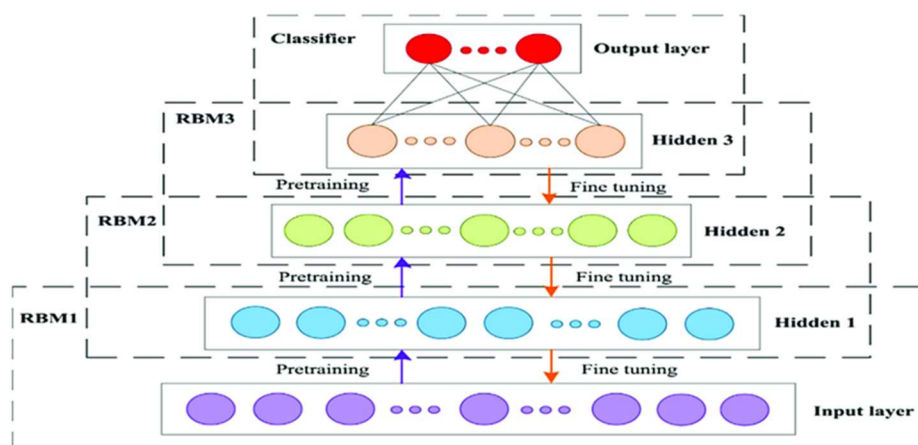 Classifier
Output layer
RBM3
Hidden 3
Pretraining
Fine tuning
RBM2
Hidden 2
Pretraining
Fine tuning
RBM1
Hidden 1
Pretraining
Fine tuning
Input layer